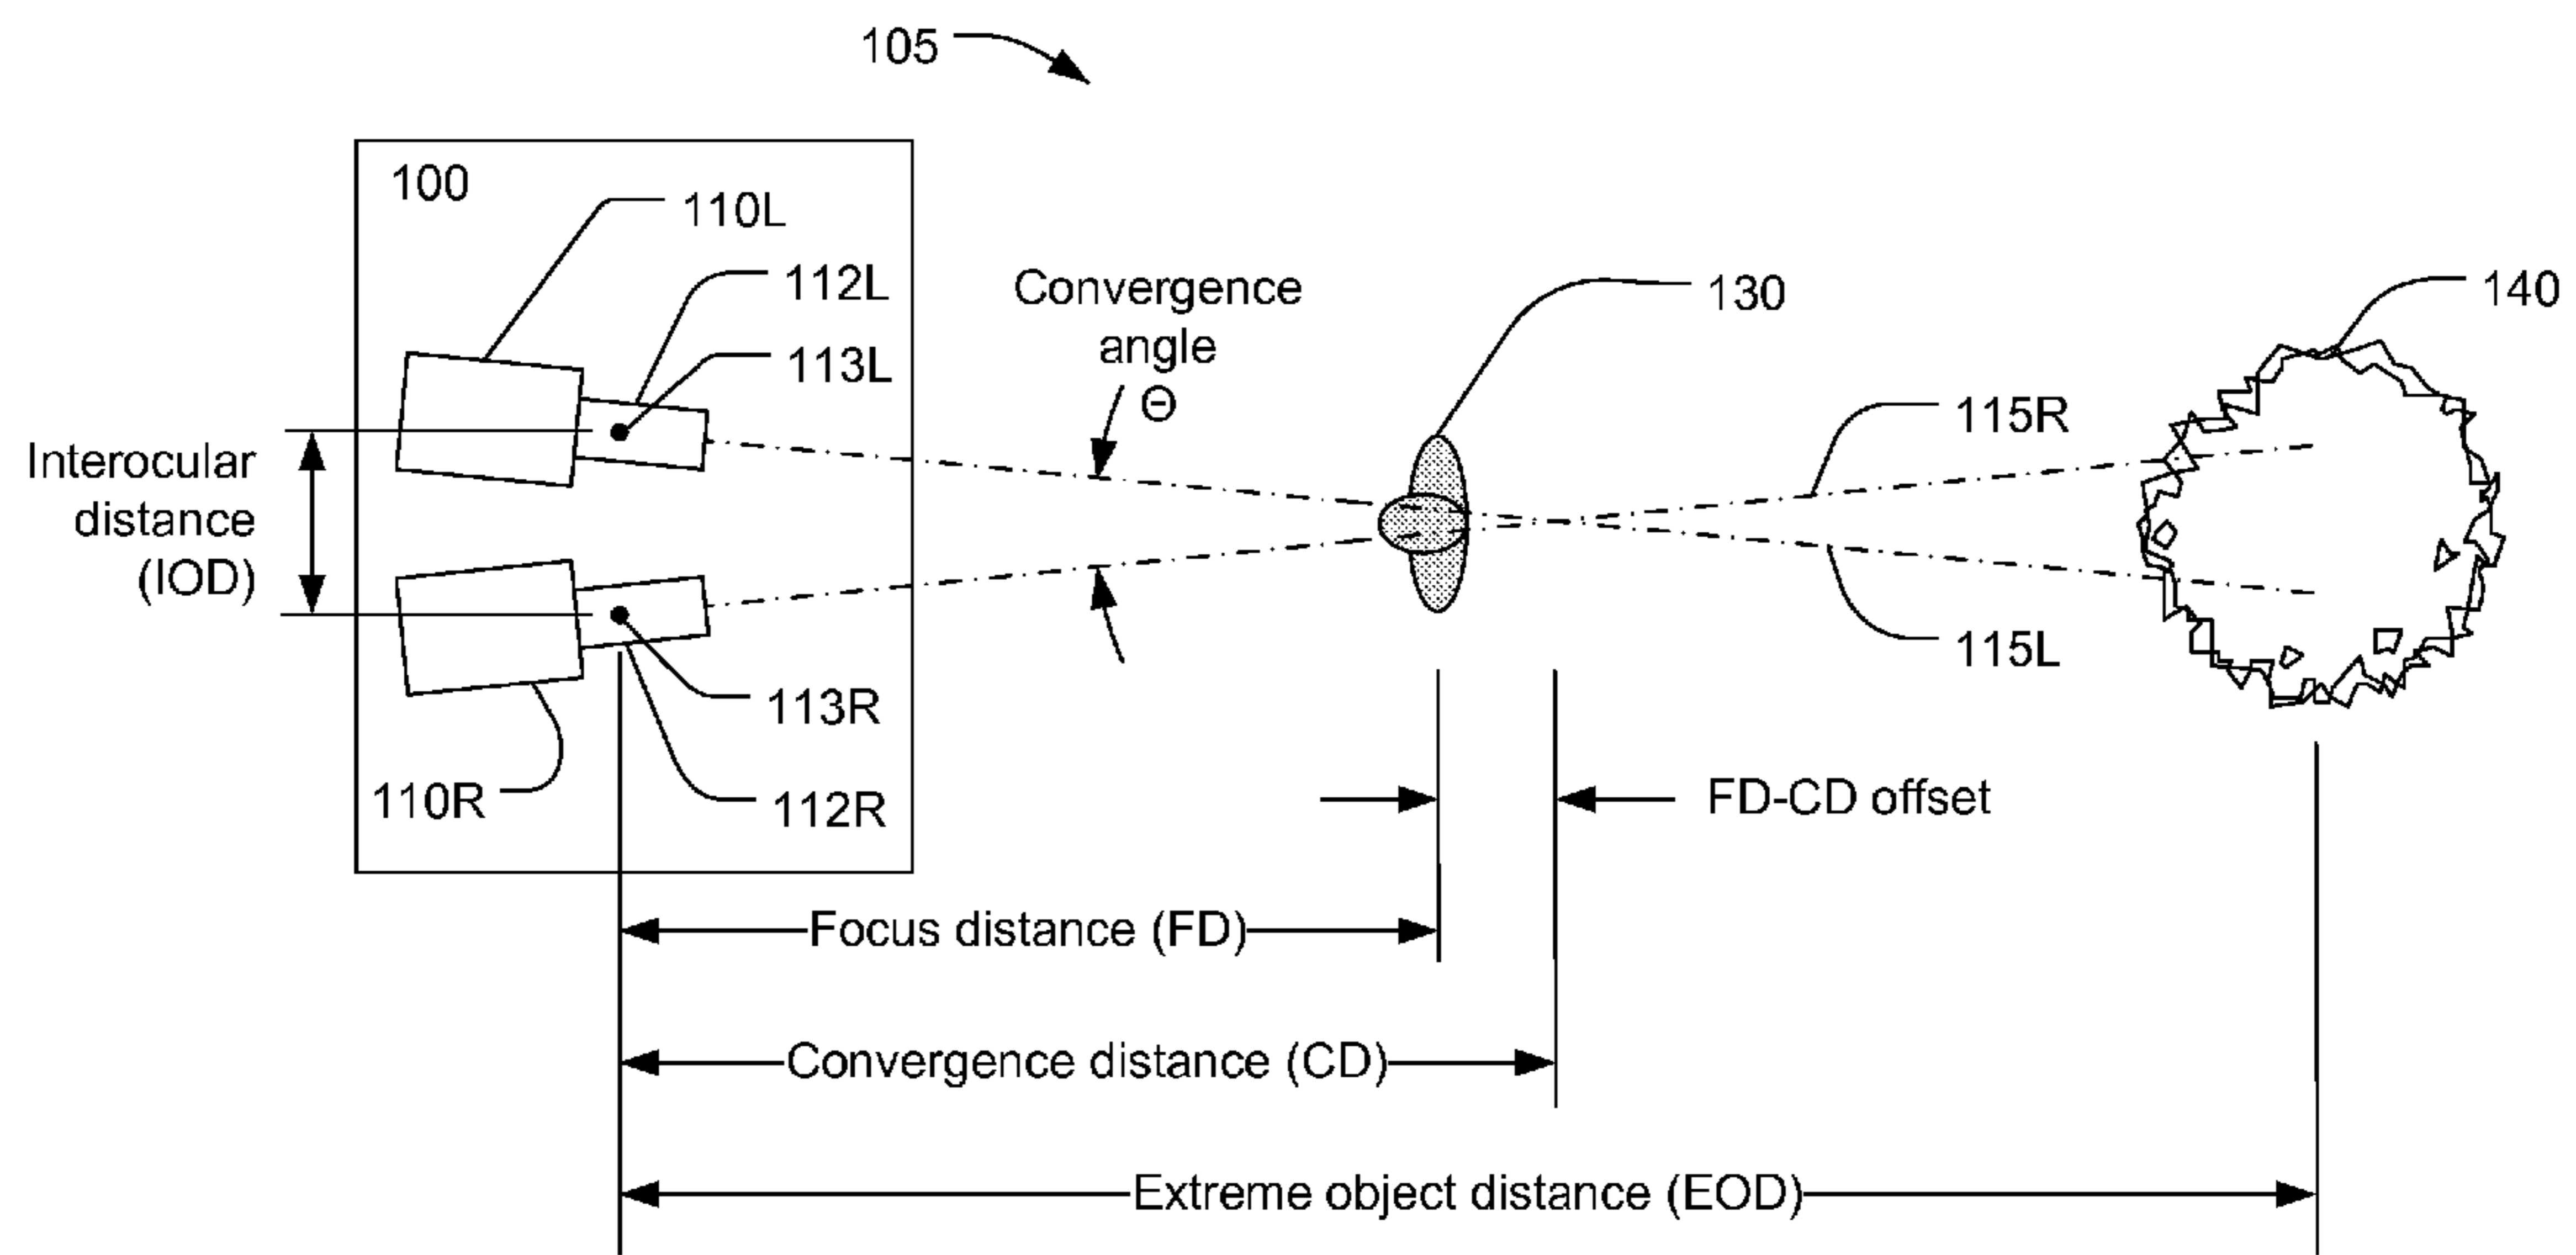 105
100
110L
112L
113L
Interocular
distance
(IOD)
113R
110R
112R
Convergence
angle
Θ
130
140
115R
115L
FD-CD offset
Focus distance (FD)
Convergence distance (CD)
Extreme object distance (EOD)